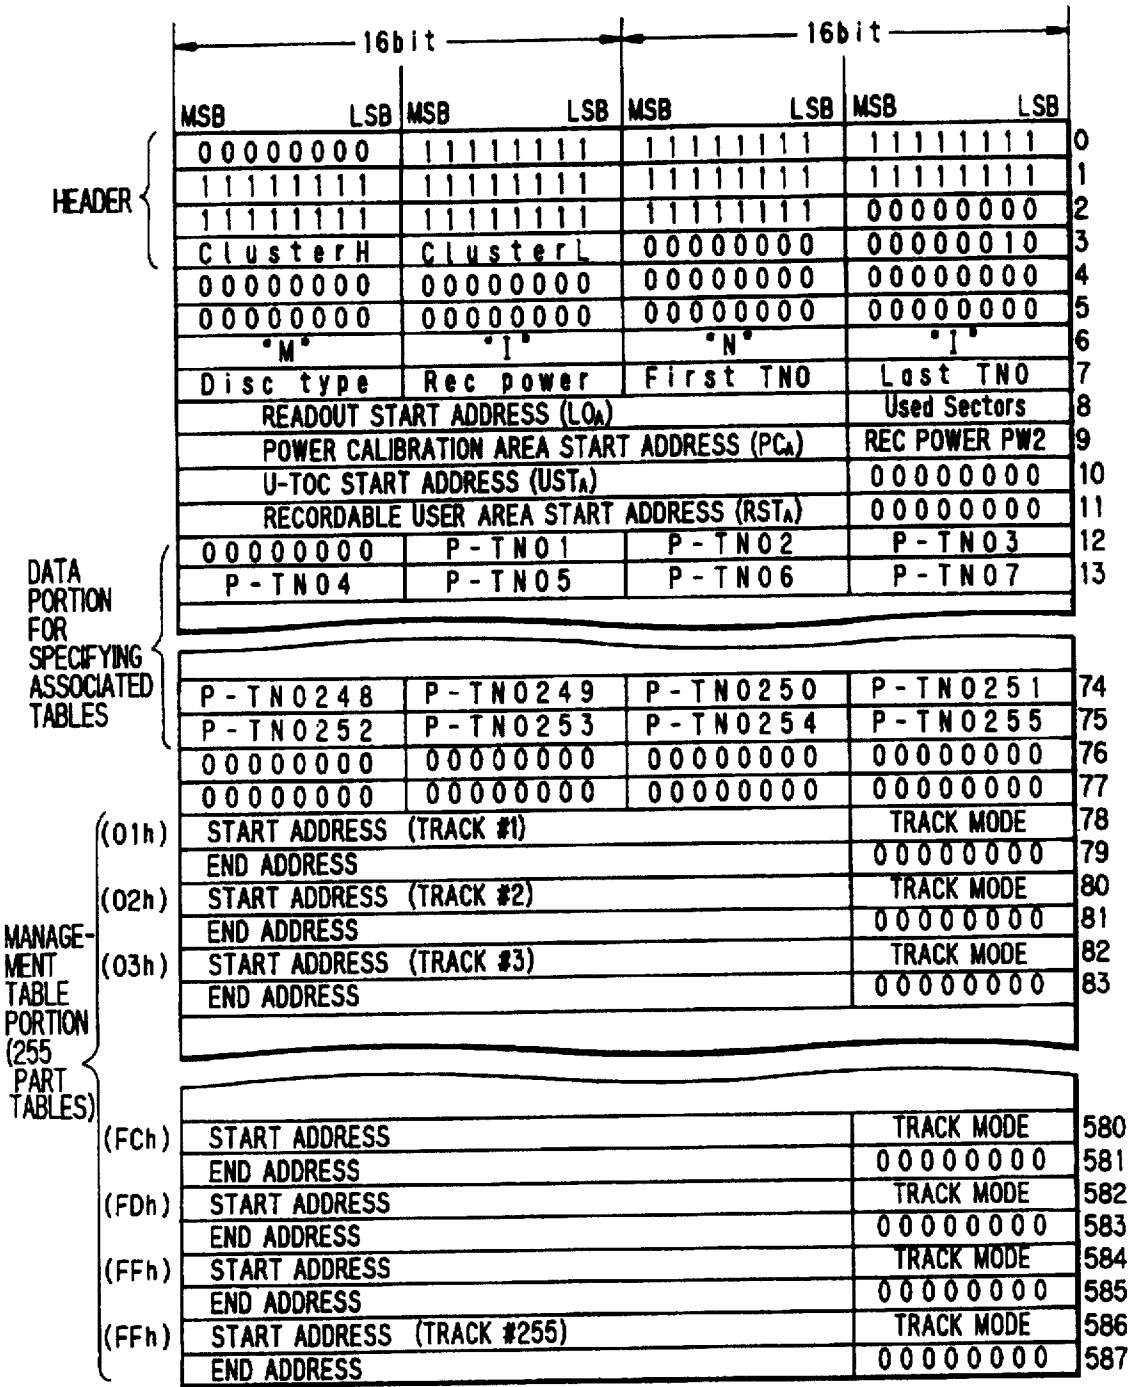 16bit 16bit
MSB LSB MSB LSB MSB LSB MSB LSB
HEADER
00000000 11111111 11111111 11111111 0
11111111 11111111 11111111 11111111 1
11111111 11111111 11111111 00000000 2
ClusterH ClusterL 00000000 00000010 3
00000000 00000000 00000000 00000000 4
00000000 00000000 00000000 00000000 5
"M" "I" "N" "I" 6
Disc type Rec power First TNO Last TNO 7
READOUT START ADDRESS (LOA) Used Sectors 8
POWER CALIBRATION AREA START ADDRESS (PCA) REC POWER PW2 9
U-TOC START ADDRESS (USTA) 00000000 10
RECORDABLE USER AREA START ADDRESS (RSTA) 00000000 11
DATA
PORTION
FOR
SPECIFYING
ASSOCIATED
TABLES
00000000 P-TNO1 P-TNO2 P-TNO3 12
P-TNO4 P-TNO5 P-TNO6 P-TNO7 13
P-TNO248 P-TNO249 P-TNO250 P-TNO251 74
P-TNO252 P-TNO253 P-TNO254 P-TNO255 75
00000000 00000000 00000000 00000000 76
00000000 00000000 00000000 00000000 77
MANAGE-
MENT
TABLE
PORTION
(255
PART
TABLES)
(01h) START ADDRESS (TRACK #1) TRACK MODE 78
END ADDRESS 00000000 79
(02h) START ADDRESS (TRACK #2) TRACK MODE 80
END ADDRESS 00000000 81
(03h) START ADDRESS (TRACK #3) TRACK MODE 82
END ADDRESS 00000000 83
(FCh) START ADDRESS TRACK MODE 580
END ADDRESS 00000000 581
(FDh) START ADDRESS TRACK MODE 582
END ADDRESS 00000000 583
(FFh) START ADDRESS TRACK MODE 584
END ADDRESS 00000000 585
(FFh) START ADDRESS (TRACK #255) TRACK MODE 586
END ADDRESS 00000000 587